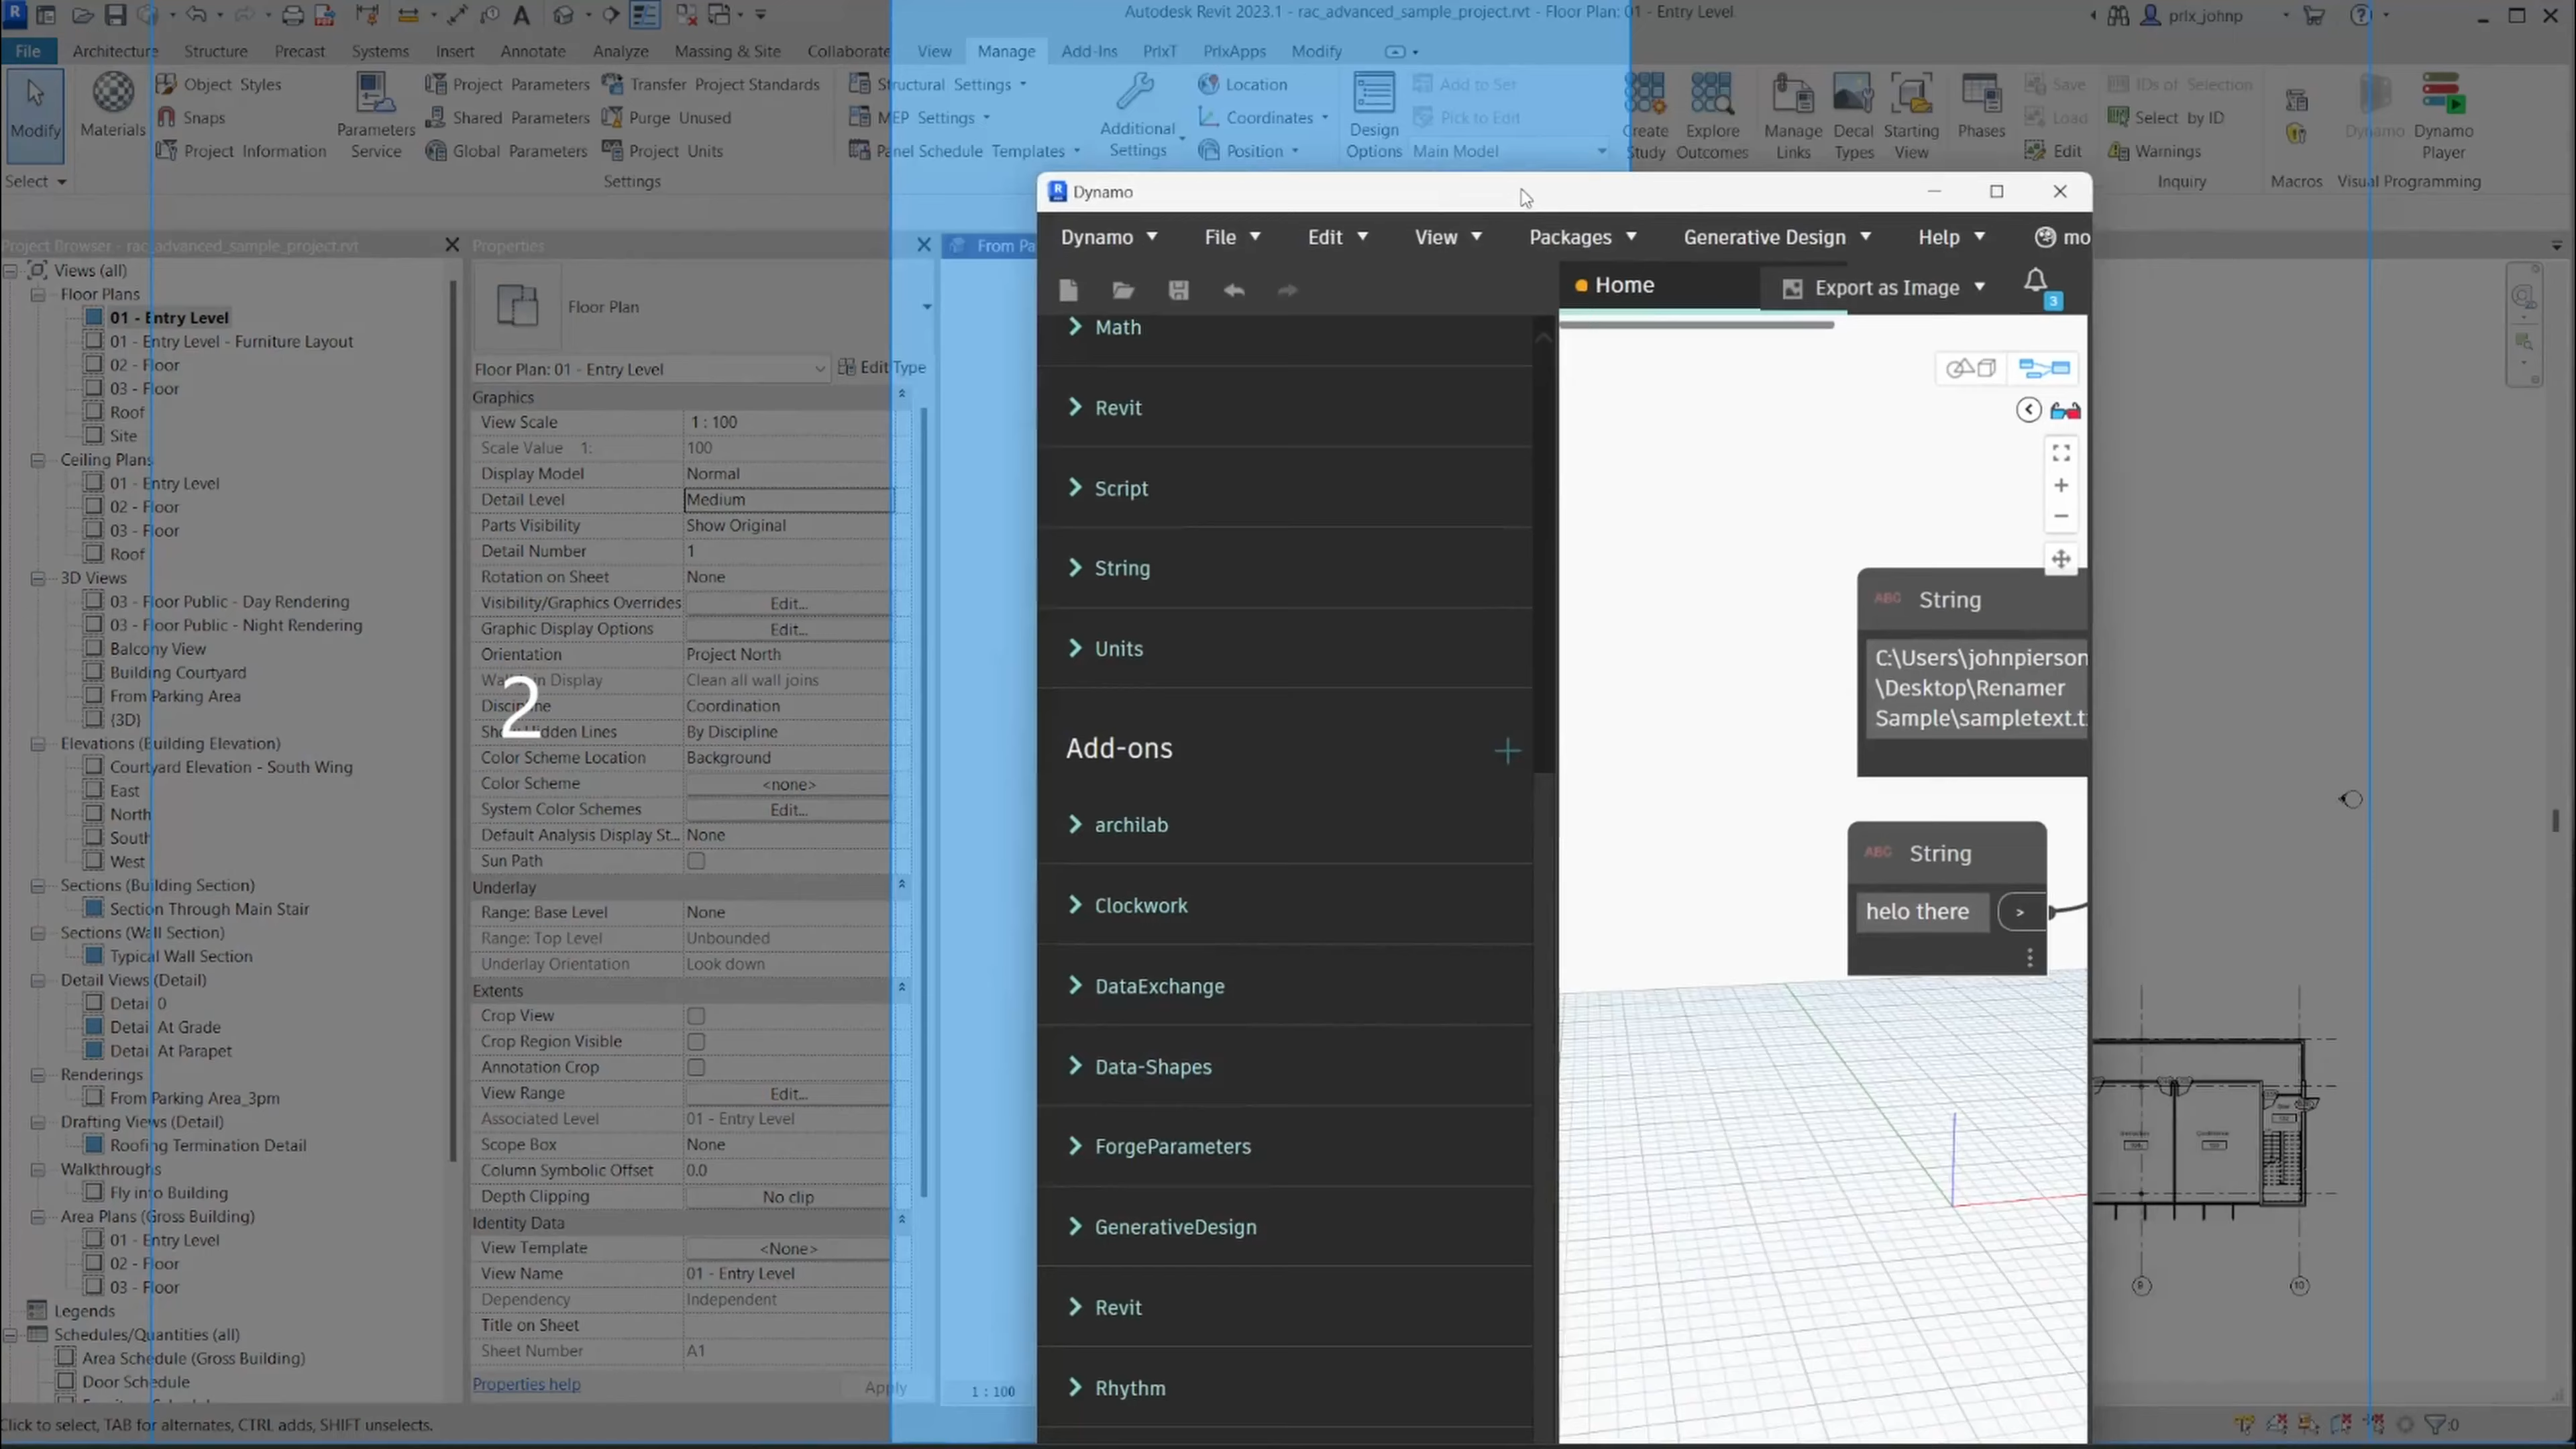 Autodesk Revit 2023.1 - rac_advanced_sample_project.rvt - Floor Plan: 01 - Entry Level
prlx_johnp
File Architecture Structure Precast Systems Insert Annotate Analyze Massing & Site Collaborate View Manage Add-Ins PrlxT PrlxApps Modify
Modify
Materials
Object Styles
Snaps
Project Information
Parameters Service
Project Parameters
Shared Parameters
Global Parameters
Transfer Project Standards
Purge Unused
Project Units
Structural Settings
MEP Settings
Panel Schedule Templates
Additional Settings
Location
Coordinates
Position
Design Options
Add to Set
Pick to Edit
Main Model
Create Study
Explore Outcomes
Manage Links
Decal Types
Starting View
Phases
Save
Load
Edit
IDs of Selection
Select by ID
Warnings
Dynamo
Dynamo Player
Select
Settings
Inquiry
Macros
Visual Programming
Project Browser - rac_advanced_sample_project.rvt
Views (all)
Floor Plans
01 - Entry Level
01 - Entry Level - Furniture Layout
02 - Floor
03 - Floor
Roof
Site
Ceiling Plans
01 - Entry Level
02 - Floor
03 - Floor
Roof
3D Views
03 - Floor Public - Day Rendering
03 - Floor Public - Night Rendering
Balcony View
Building Courtyard
From Parking Area
{3D}
Elevations (Building Elevation)
Courtyard Elevation - South Wing
East
North
South
West
Sections (Building Section)
Section Through Main Stair
Sections (Wall Section)
Typical Wall Section
Detail Views (Detail)
Detail 0
Detail At Grade
Detail At Parapet
Renderings
From Parking Area_3pm
Drafting Views (Detail)
Roofing Termination Detail
Walkthroughs
Fly into Building
Area Plans (Gross Building)
01 - Entry Level
02 - Floor
03 - Floor
Legends
Schedules/Quantities (all)
Area Schedule (Gross Building)
Door Schedule
Properties
Floor Plan
Floor Plan: 01 - Entry Level
Edit Type
Graphics
View Scale 1 : 100
Scale Value 1: 100
Display Model Normal
Detail Level Medium
Parts Visibility Show Original
Detail Number 1
Rotation on Sheet None
Visibility/Graphics Overrides Edit...
Graphic Display Options Edit...
Orientation Project North
Display Clean all wall joins
Coordination
Hidden Lines By Discipline
2
Color Scheme Location Background
Color Scheme <none>
System Color Schemes Edit...
Default Analysis Display St... None
Sun Path
Underlay
Range: Base Level None
Range: Top Level Unbounded
Underlay Orientation Look down
Extents
Crop View
Crop Region Visible
Annotation Crop
View Range Edit...
Associated Level 01 - Entry Level
Scope Box None
Column Symbolic Offset 0.0
Depth Clipping No clip
Identity Data
View Template <None>
View Name 01 - Entry Level
Dependency Independent
Title on Sheet
Sheet Number A1
Properties help
Apply
From Pa
1 : 100
Dynamo
Dynamo File Edit View Packages Generative Design Help mo
Home
Export as Image
3
Math
Revit
Script
String
Units
Add-ons
archilab
Clockwork
DataExchange
Data-Shapes
ForgeParameters
GenerativeDesign
Revit
Rhythm
ABC String
C:\Users\johnpierson
\Desktop\Renamer
Sample\sampletext.t
ABC String
helo there >
9
10
Click to select, TAB for alternates, CTRL adds, SHIFT unselects.
:0